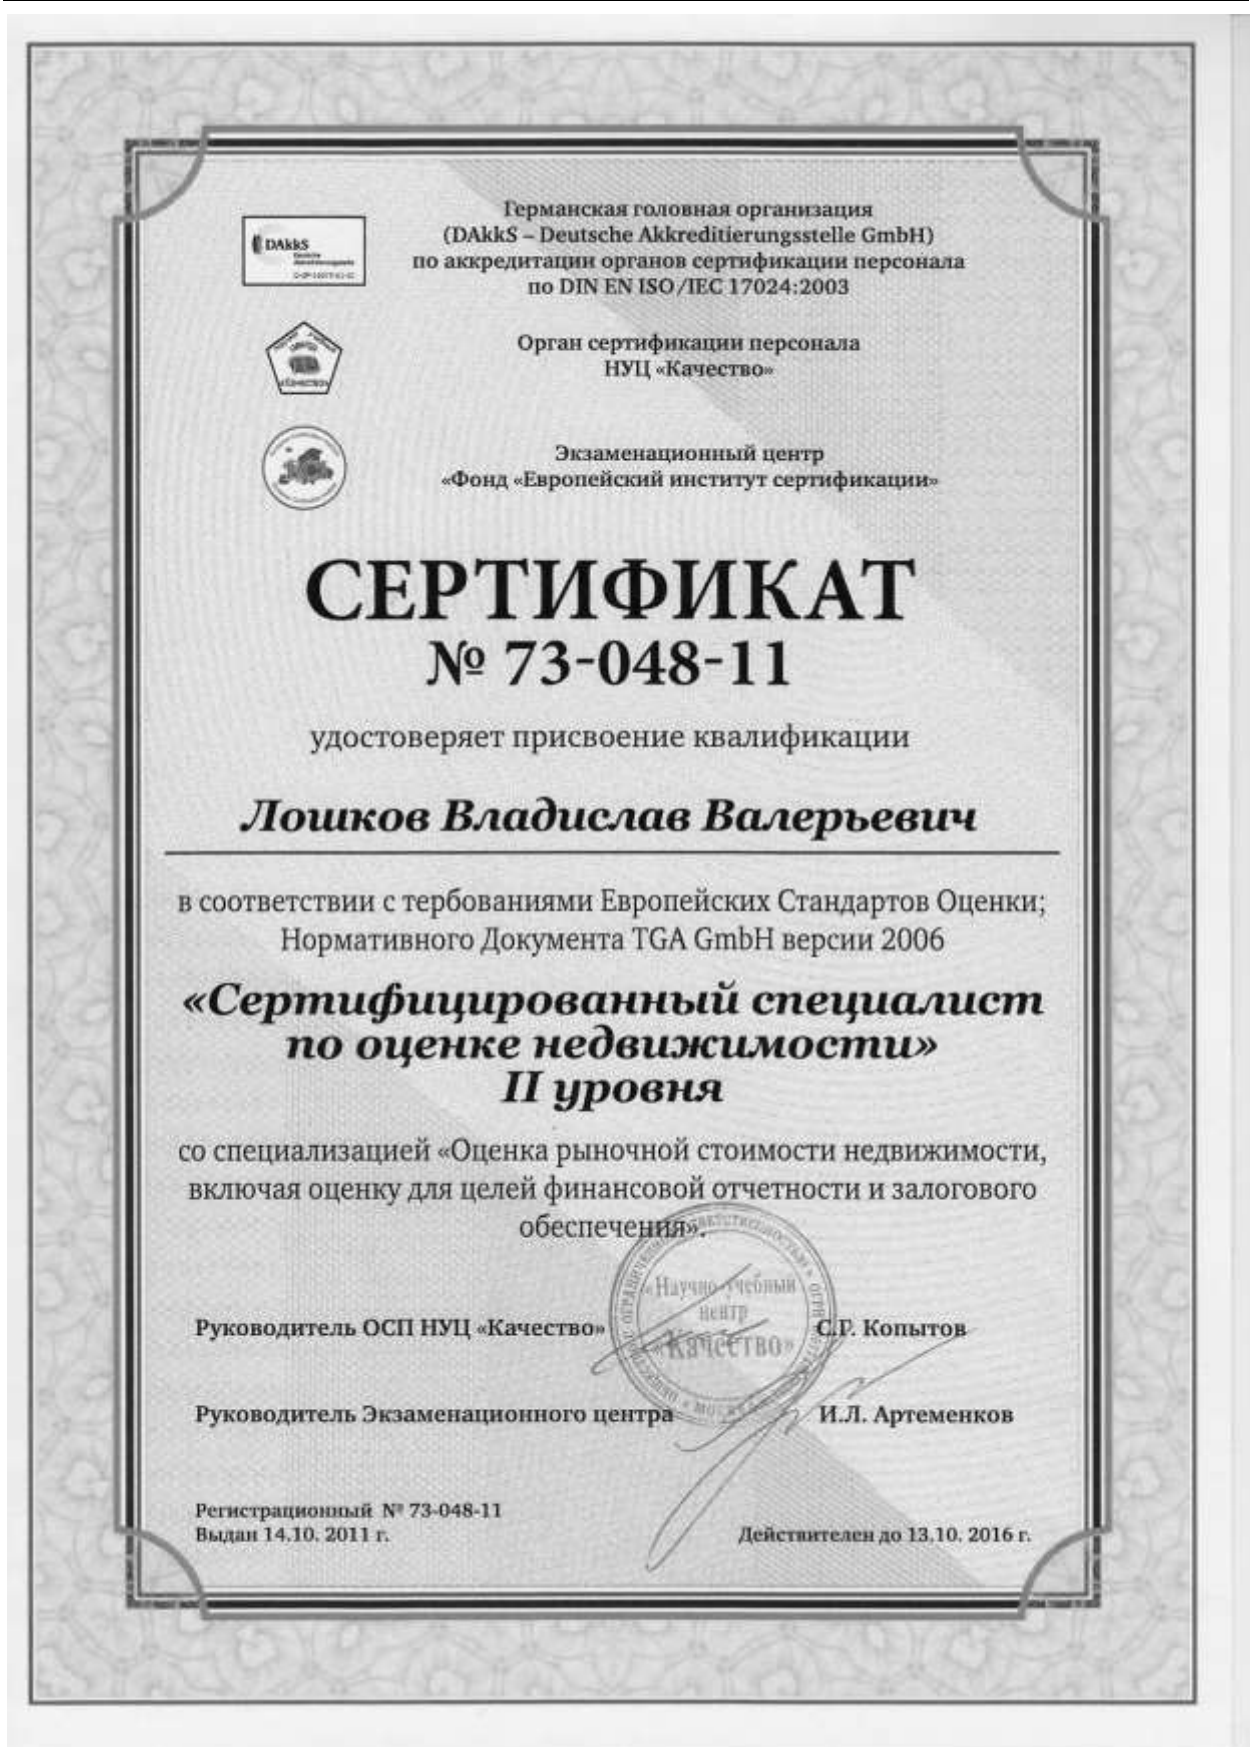 Германская головная организация
(DAkkS – Deutsche Akkreditierungsstelle GmbH)
по аккредитации органов сертификации персонала
по DIN EN ISO/IEC 17024:2003
DAkkS
Орган сертификации персонала
НУЦ «Качество»
Экзаменационный центр
«Фонд «Европейский институт сертификации»
СЕРТИФИКАТ
№ 73-048-11
удостоверяет присвоение квалификации
Лошков Владислав Валерьевич
в соответствии с тербованиями Европейских Стандартов Оценки;
Нормативного Документа TGA GmbH версии 2006
«Сертифицированный специалист
по оценке недвижимости»
II уровня
со специализацией «Оценка рыночной стоимости недвижимости,
включая оценку для целей финансовой отчетности и залогового
обеспечения».
«Научно-учебный
центр
«Качество»
Руководитель ОСП НУЦ «Качество» С.Г. Копытов
Руководитель Экзаменационного центра И.Л. Артеменков
Регистрационный № 73-048-11
Выдан 14.10. 2011 г. Действителен до 13.10. 2016 г.